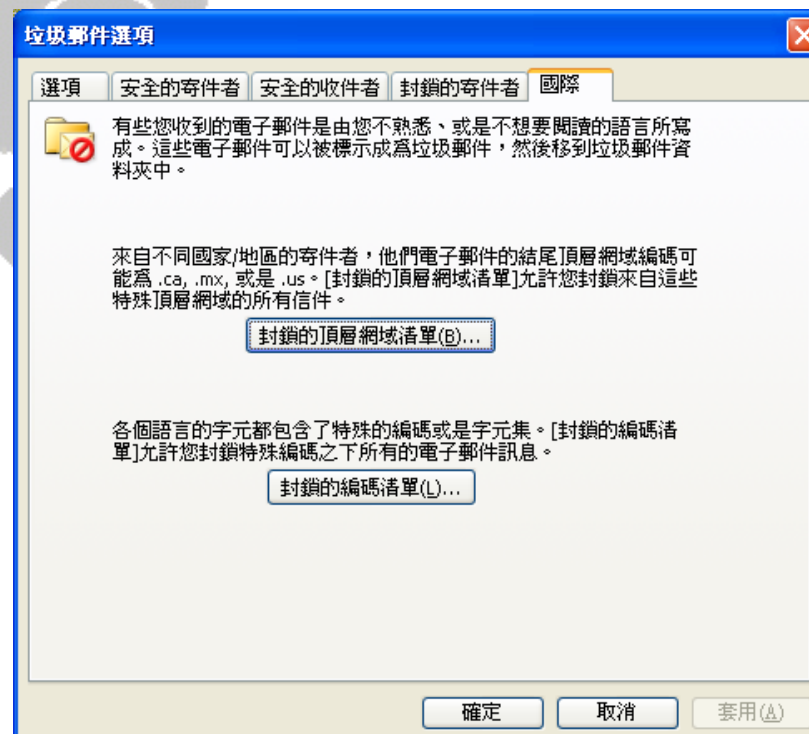 垃圾郵件選項
選項 安全的寄件者 安全的收件者 封鎖的寄件者 國際
有些您收到的電子郵件是由您不熟悉、或是不想要閱讀的語言所寫
成。這些電子郵件可以被標示成為垃圾郵件，然後移到垃圾郵件資
料夾中。
來自不同國家/地區的寄件者，他們電子郵件的結尾頂層網域編碼可
能為 .ca, .mx, 或是 .us。[封鎖的頂層網域清單]允許您封鎖來自這些
特殊頂層網域的所有信件。
封鎖的頂層網域清單(B)...
各個語言的字元都包含了特殊的編碼或是字元集。[封鎖的編碼清
單]允許您封鎖特殊編碼之下所有的電子郵件訊息。
封鎖的編碼清單(L)...
確定 取消 套用(A)